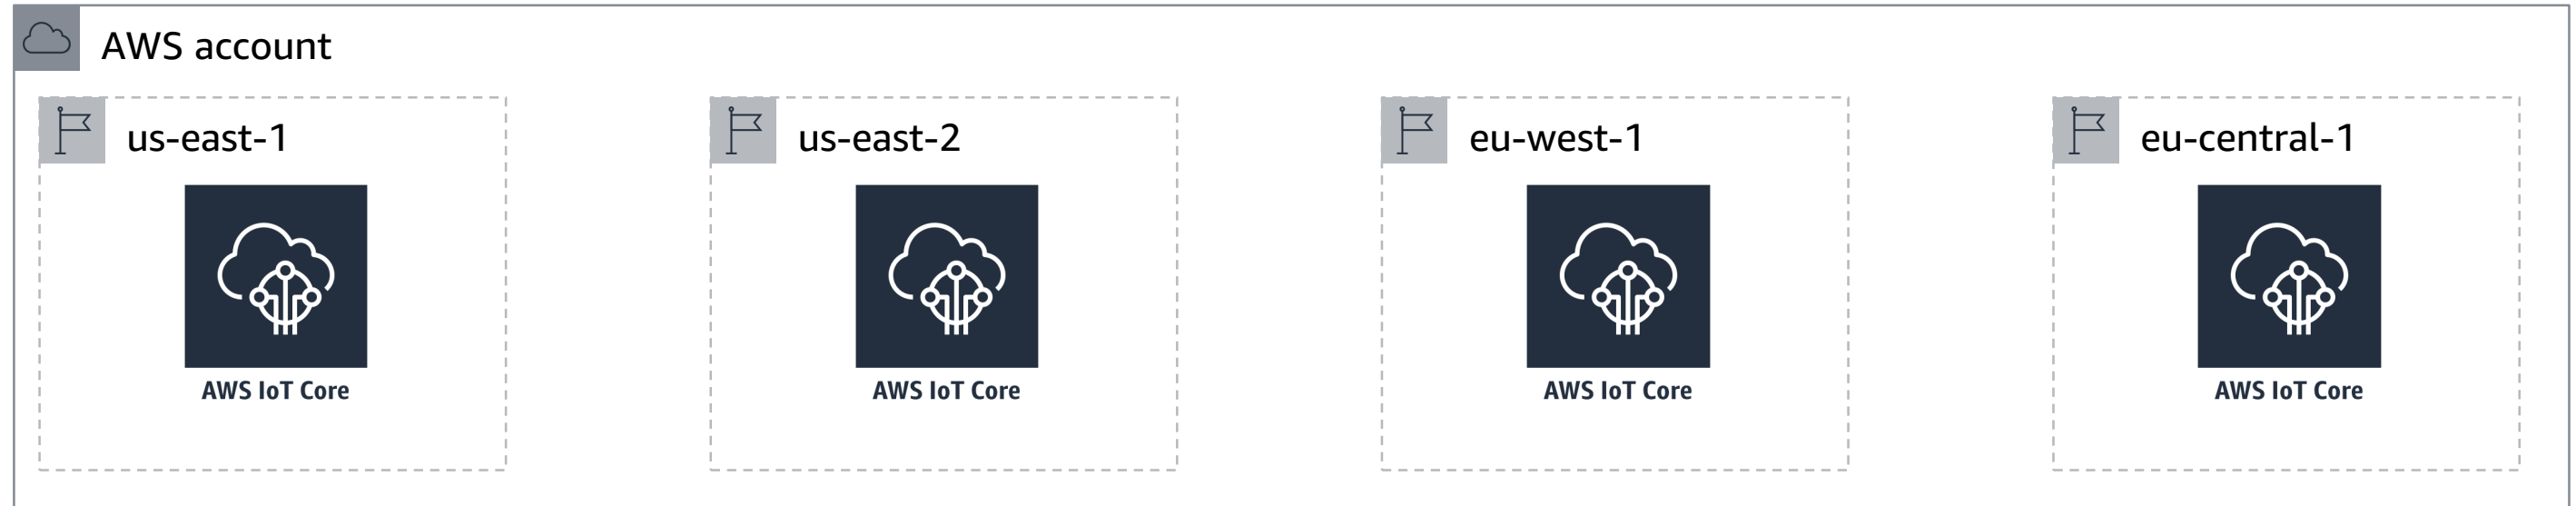 AWS account
us-east-1
us-east-2
eu-west-1
eu-central-1
AWS IoT Core
AWS IoT Core
AWS IoT Core
AWS IoT Core